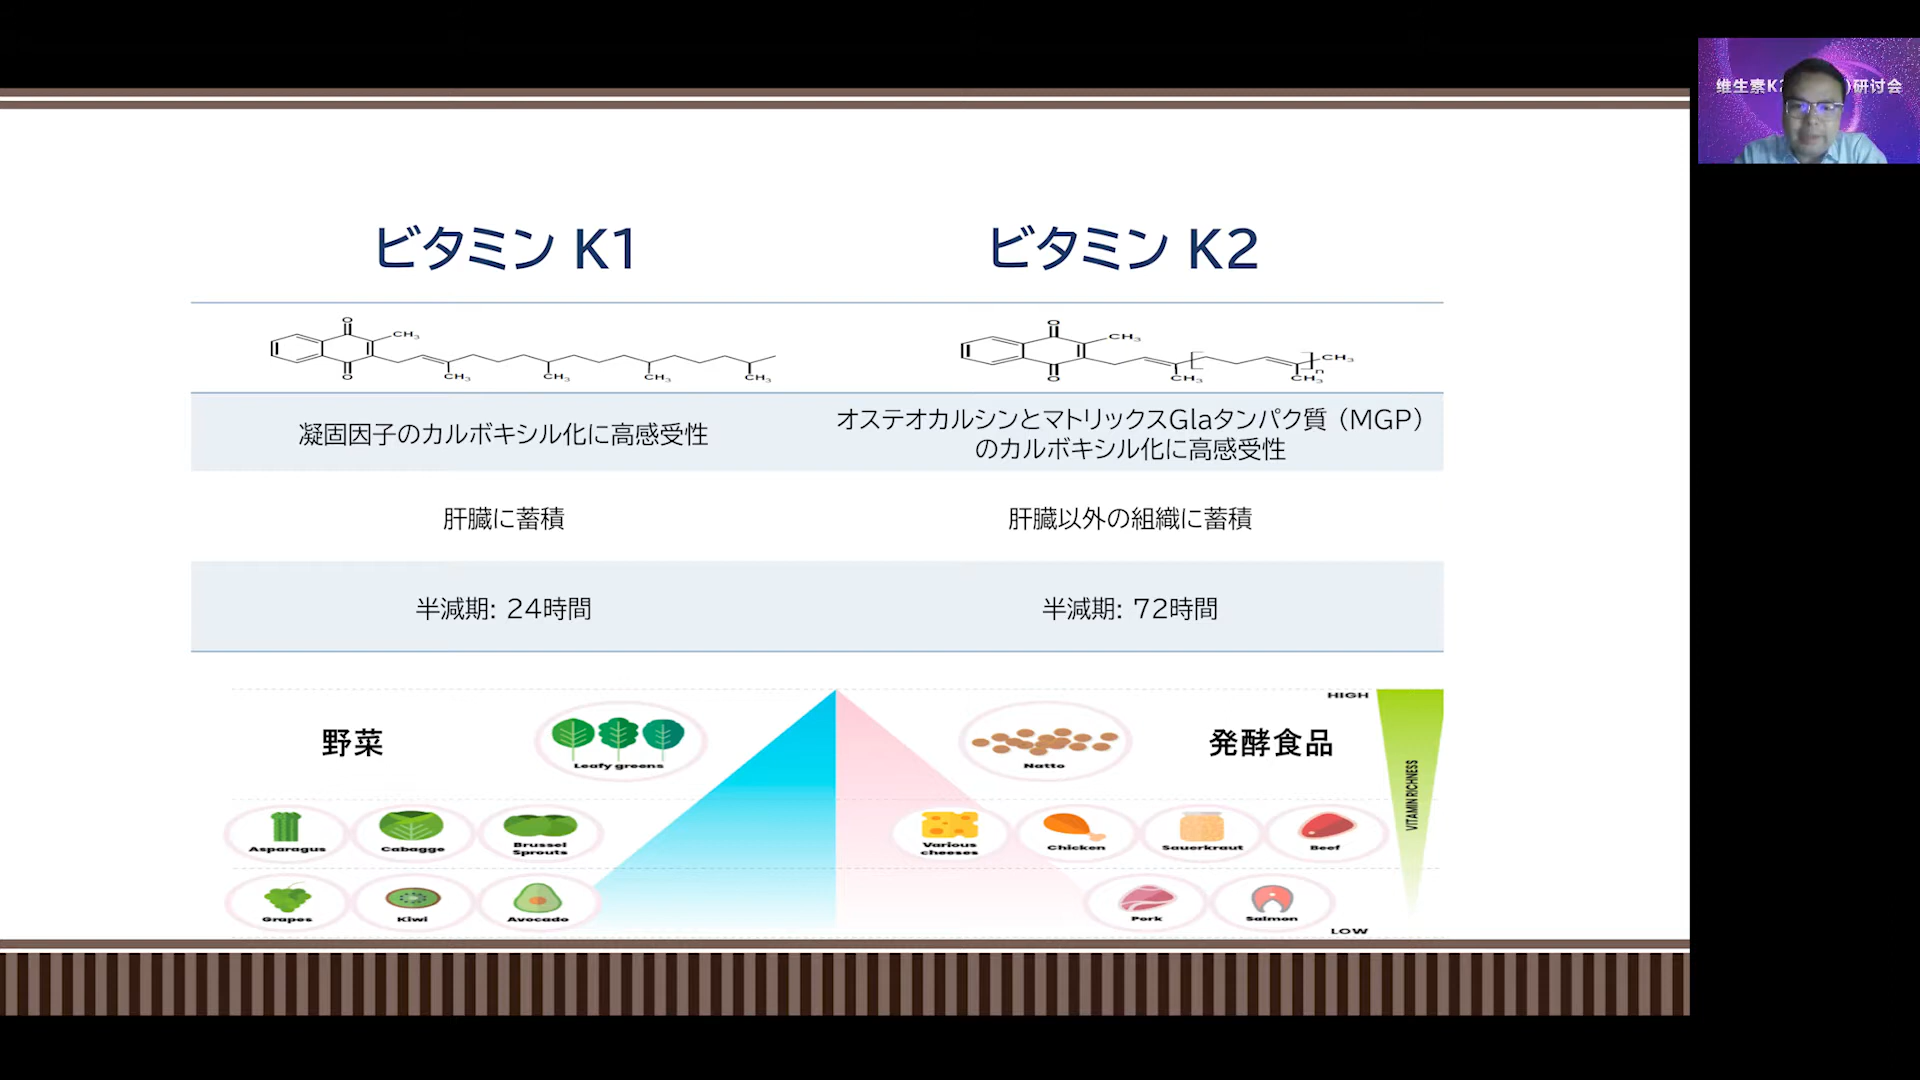 维生素K2
研讨会
ビタミン K1
ビタミン K2
O
CH3
O
CH3
CH3
CH3
CH3
O
CH3
O
CH3
CH3
n
CH3
凝固因子のカルボキシル化に高感受性
オステオカルシンとマトリックスGlaタンパク質（MGP）
のカルボキシル化に高感受性
肝臓に蓄積
肝臓以外の組織に蓄積
半減期: 24時間
半減期: 72時間
野菜
Leafy greens
Asparagus
Cabagge
Brussel
Sprouts
Grapes
Kiwi
Avocado
Natto
発酵食品
Various
cheeses
Chicken
Sauerkraut
Beef
Pork
Salmon
HIGH
VITAMIN RICHNESS
LOW